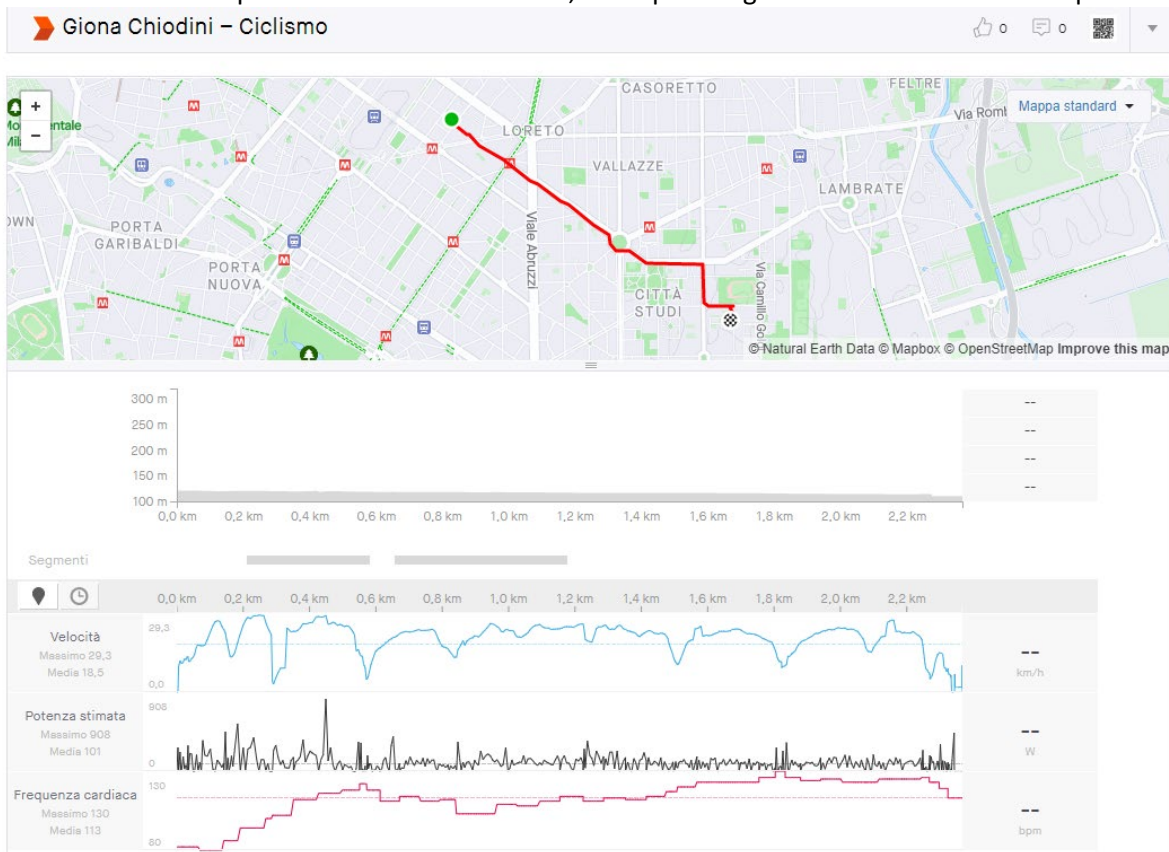 Giona Chiodini – Ciclismo
0 0
+
−
Mappa standard
CASORETTO
FELTRE
LORETO
VALLAZZE
LAMBRATE
PORTA
GARIBALDI
Viale Abruzzi
PORTA
NUOVA
CITTÀ
STUDI
© Natural Earth Data © Mapbox © OpenStreetMap Improve this map
300 m --
250 m --
200 m --
150 m --
100 m
0,0 km 0,2 km 0,4 km 0,6 km 0,8 km 1,0 km 1,2 km 1,4 km 1,6 km 1,8 km 2,0 km 2,2 km
Segmenti
0,0 km 0,2 km 0,4 km 0,6 km 0,8 km 1,0 km 1,2 km 1,4 km 1,6 km 1,8 km 2,0 km 2,2 km
Velocità
Massimo 29,3
Media 18,5
29,3
0,0
--
km/h
Potenza stimata
Massimo 908
Media 101
908
0
--
W
Frequenza cardiaca
Massimo 130
Media 113
130
80
--
bpm